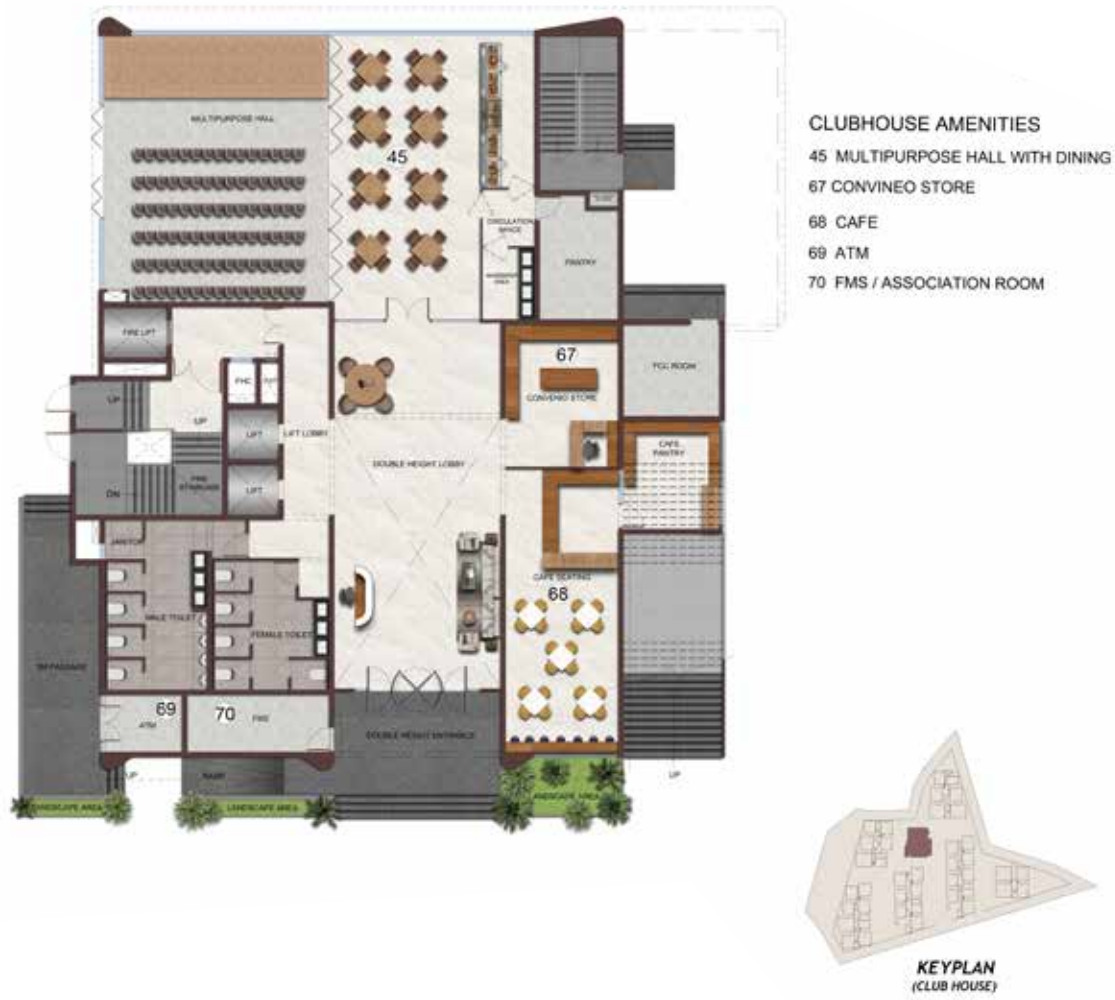 MULTIPURPOSE HALL
45
CIRCULATION
SPACE
PANTRY
CLUBHOUSE AMENITIES
45 MULTIPURPOSE HALL WITH DINING
67 CONVINEO STORE
68 CAFE
69 ATM
70 FMS / ASSOCIATION ROOM
FIRE LIFT
67
CONVENIO STORE
FCC ROOM
UP
UP
LIFT
LIFT LOBBY
DOUBLE HEIGHT LOBBY
CAFE
PANTRY
LIFT
DN
FIRE
STAIRCASE
JANITOR
CAFE SEATING
68
MALE TOILET
FEMALE TOILET
69
ATM
70
FMS
DOUBLE HEIGHT ENTRANCE
UP
RAMP
UP
LANDSCAPE AREA
LANDSCAPE AREA
LANDSCAPE AREA
KEYPLAN
(CLUB HOUSE)